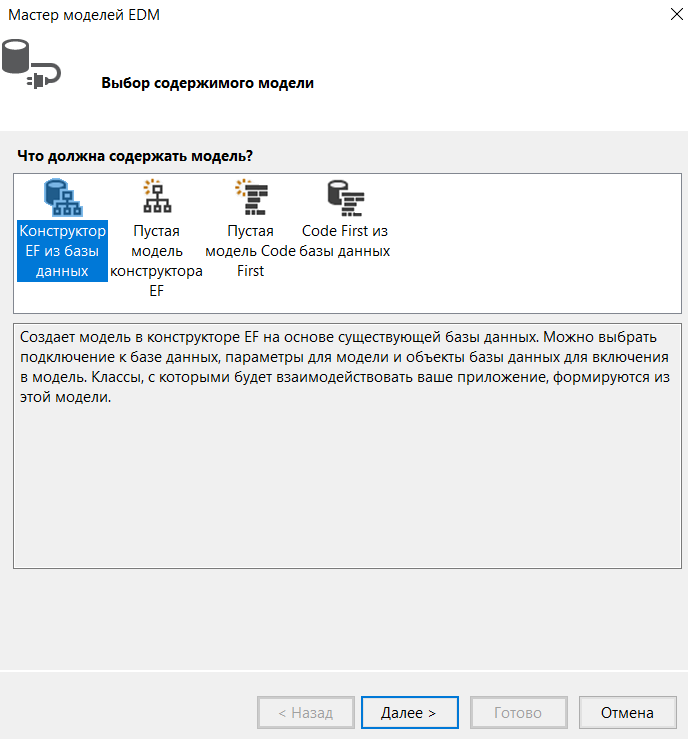 Мастер моделей EDM
Выбор содержимого модели
Что должна содержать модель?
Конструктор
EF из базы
данных
Пустая
модель
конструктора
EF
Пустая
модель Code
First
Code First из
базы данных
Создает модель в конструкторе EF на основе существующей базы данных. Можно выбрать
подключение к базе данных, параметры для модели и объекты базы данных для включения
в модель. Классы, с которыми будет взаимодействовать ваше приложение, формируются из
этой модели.
< Назад
Далее >
Готово
Отмена